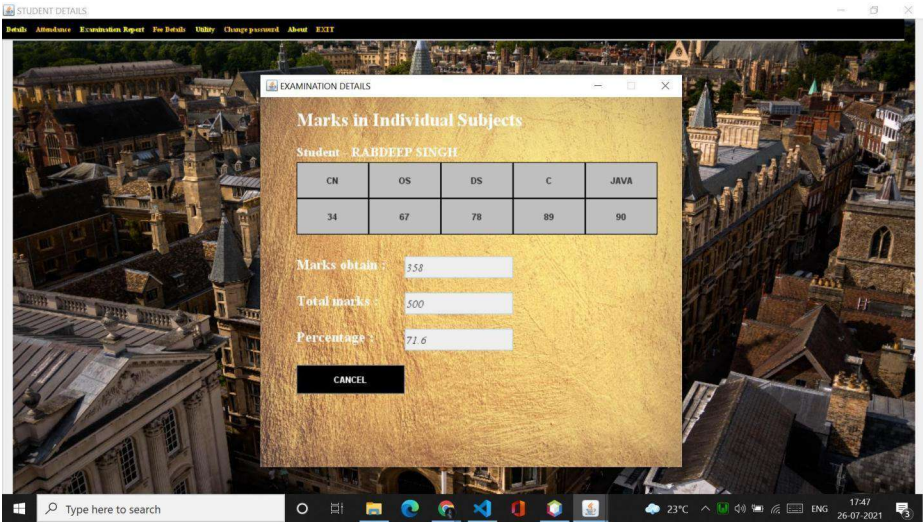 STUDENT DETAILS
Details Attendance Examination Report Fee Details Utility Change password About EXIT
EXAMINATION DETAILS
Marks in Individual Subjects
Student - RABDEEP SINGH
CN OS DS C JAVA
34 67 78 89 90
Marks obtain : 358
Total marks : 500
Percentage : 71.6
CANCEL
Type here to search
23°C ENG 17:47
26-07-2021
3